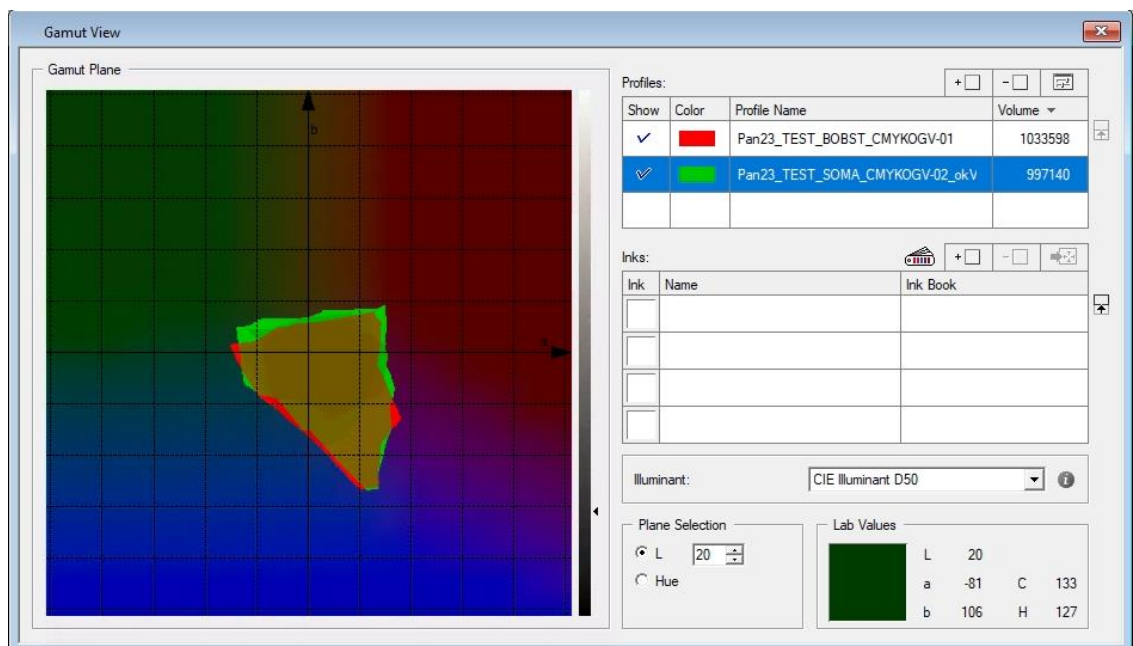 Gamut View
Gamut Plane
b
a
Profiles:
Show Color Profile Name Volume
Pan23_TEST_BOBST_CMYKOGV-01 1033598
Pan23_TEST_SOMA_CMYKOGV-02_okV 997140
Inks:
Ink Name Ink Book
Illuminant: CIE Illuminant D50
Plane Selection
L 20
Hue
Lab Values
L 20
a -81 C 133
b 106 H 127